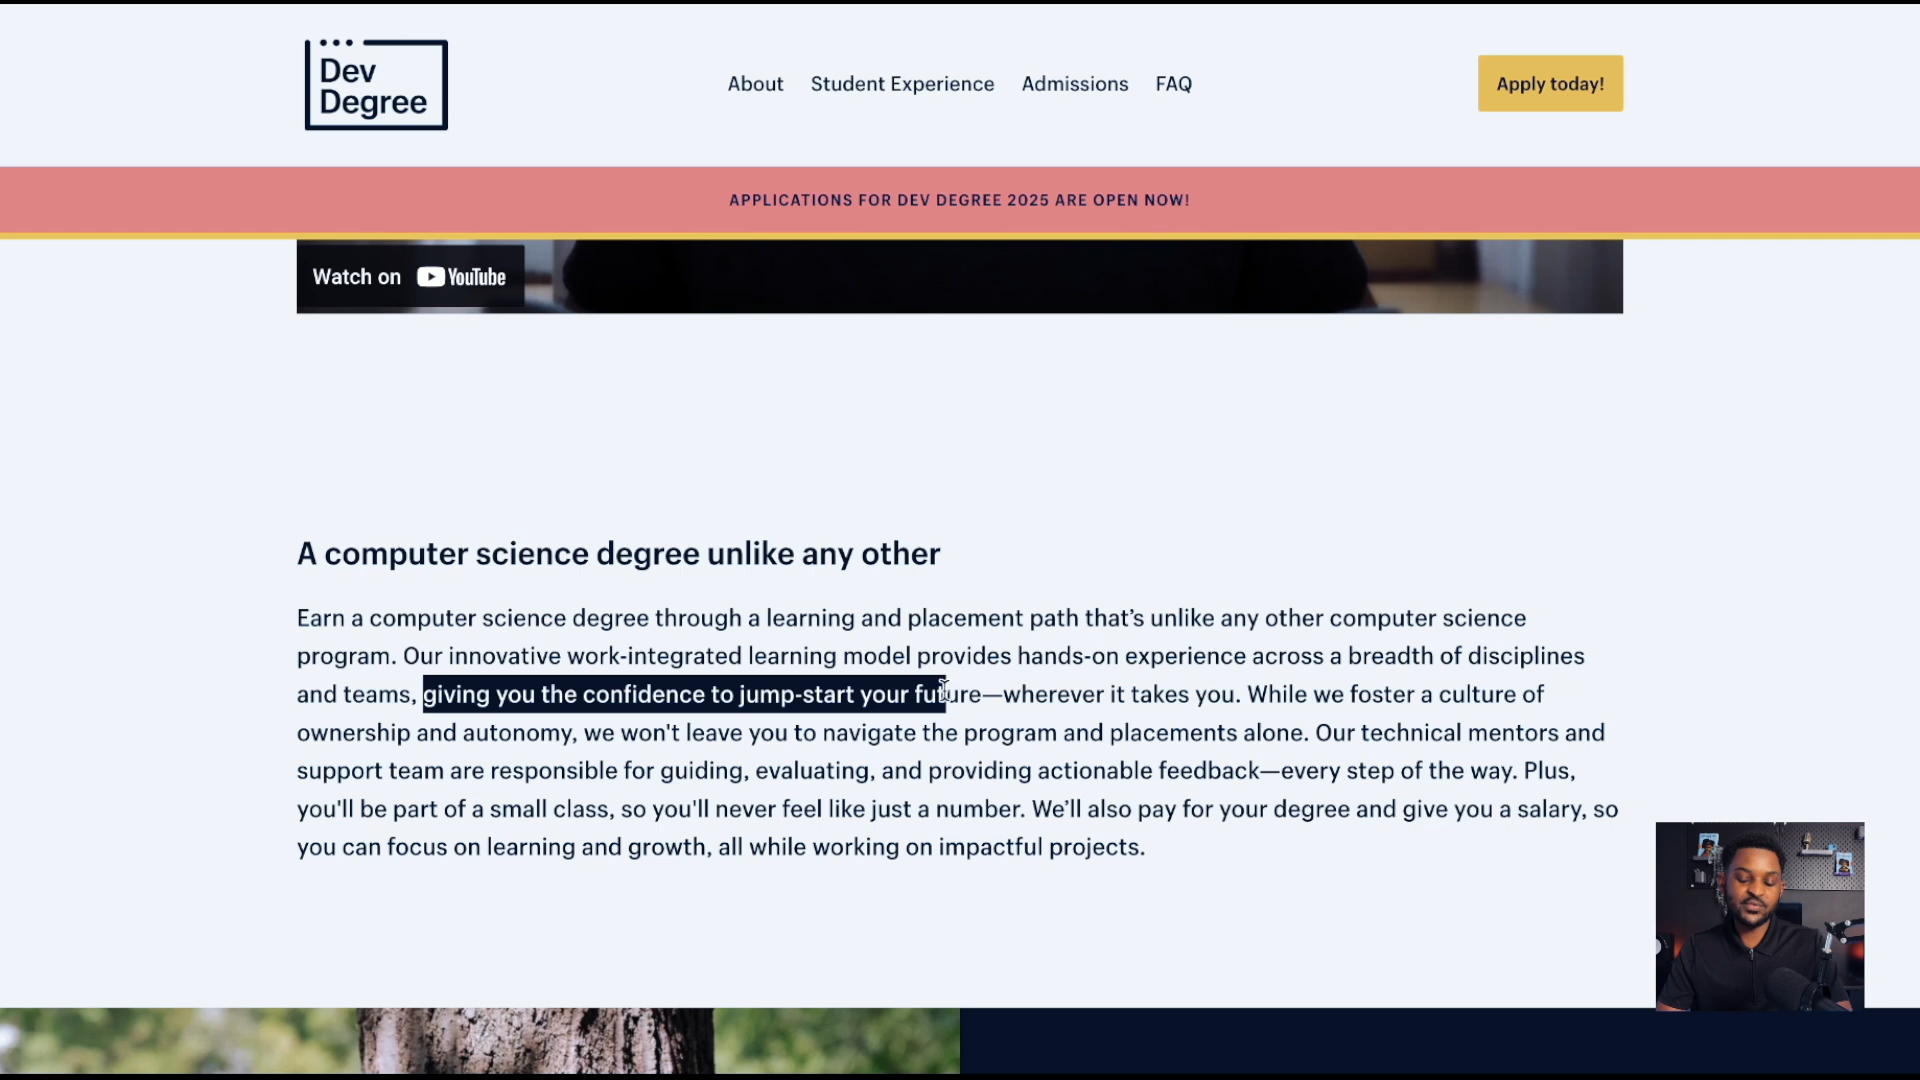 Dev
Degree
About Student Experience Admissions FAQ
Apply today!
APPLICATIONS FOR DEV DEGREE 2025 ARE OPEN NOW!
Watch on YouTube
A computer science degree unlike any other
Earn a computer science degree through a learning and placement path that’s unlike any other computer science
program. Our innovative work-integrated learning model provides hands-on experience across a breadth of disciplines
and teams, giving you the confidence to jump-start your future—wherever it takes you. While we foster a culture of
ownership and autonomy, we won't leave you to navigate the program and placements alone. Our technical mentors and
support team are responsible for guiding, evaluating, and providing actionable feedback—every step of the way. Plus,
you'll be part of a small class, so you'll never feel like just a number. We’ll also pay for your degree and give you a salary, so
you can focus on learning and growth, all while working on impactful projects.